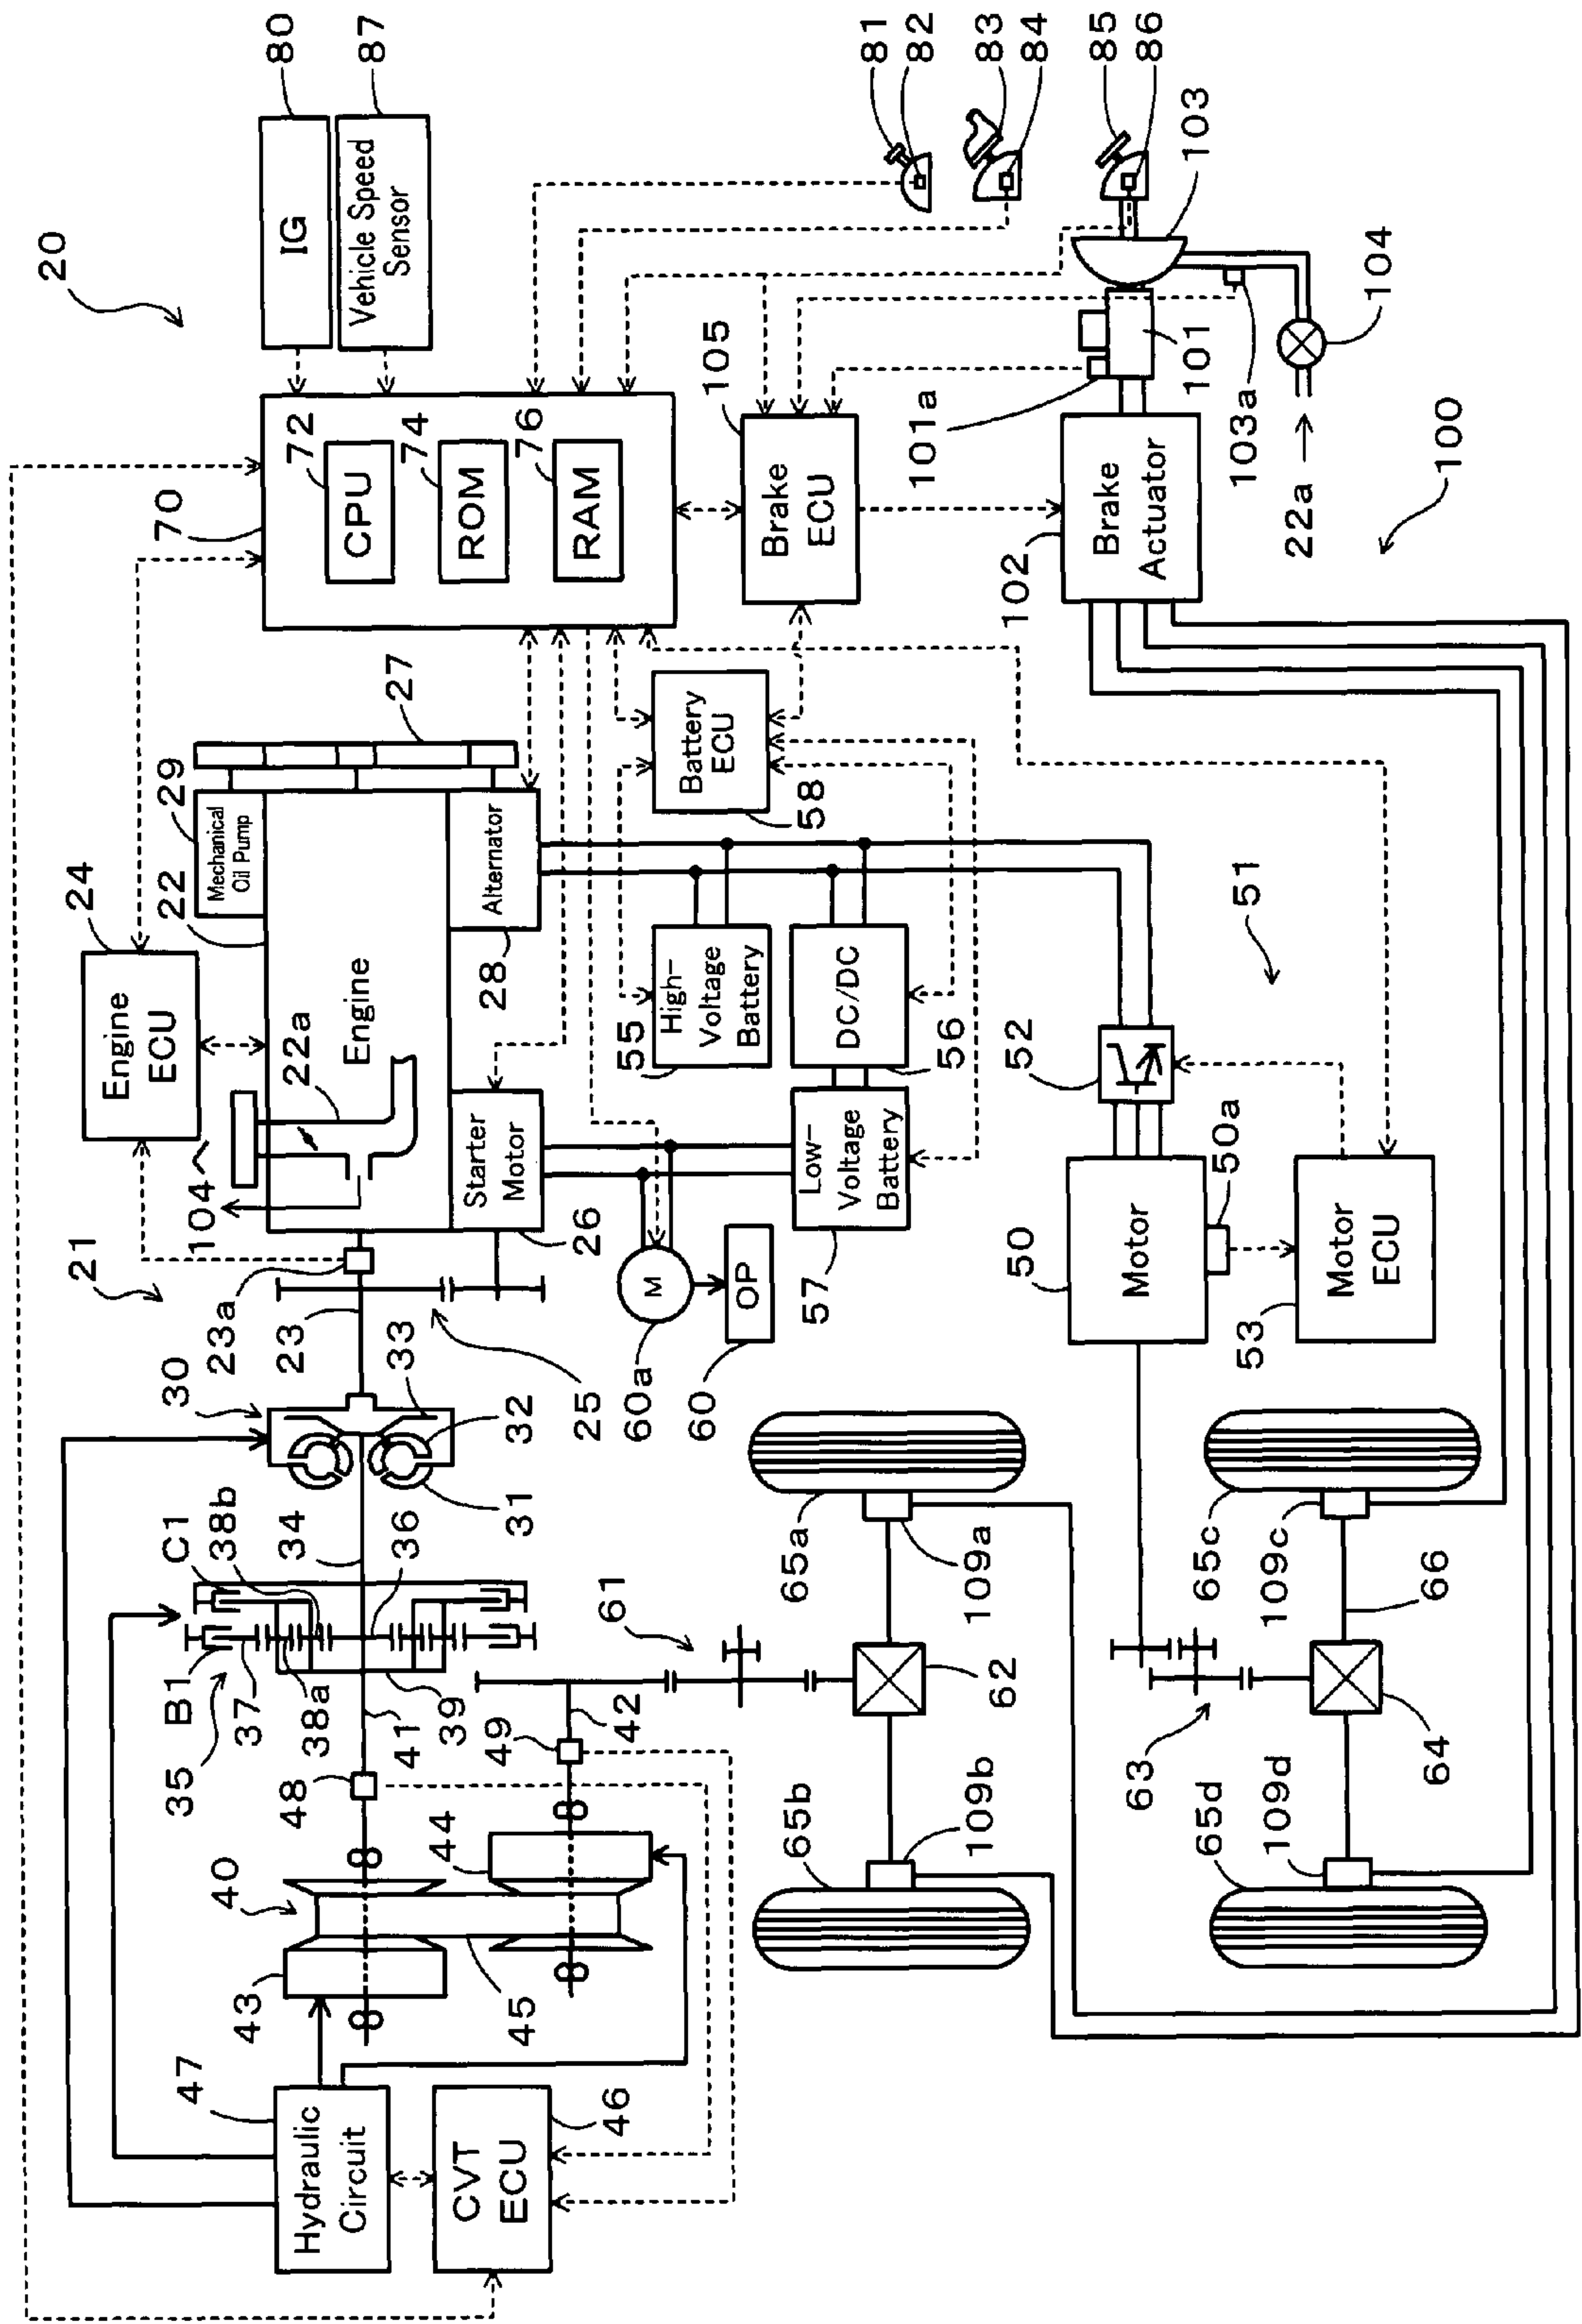 20
80
IG
87
Vehicle Speed
Sensor
70
72
CPU
74
ROM
76
RAM
105
Brake
ECU
81
82
83
84
85
86
103
101
101a
103a
104
22a
100
102
Brake
Actuator
21
24
Engine
ECU
22
29
Mechanical
Oil Pump
27
22a
Engine
104へ
28
Alternator
Starter
Motor
26
Battery
ECU
58
55
High-
Voltage
Battery
DC/DC
56
57
Low-
Voltage
Battery
60a
M
60
OP
51
52
50
Motor
50a
53
Motor
ECU
23a
23
25
30
33
32
31
34
36
C1
38b
B1
37
38a
35
39
41
48
49
42
40
44
43
45
47
Hydraulic
Circuit
46
CVT
ECU
61
62
65a
109a
65b
109b
63
64
66
65c
109c
65d
109d